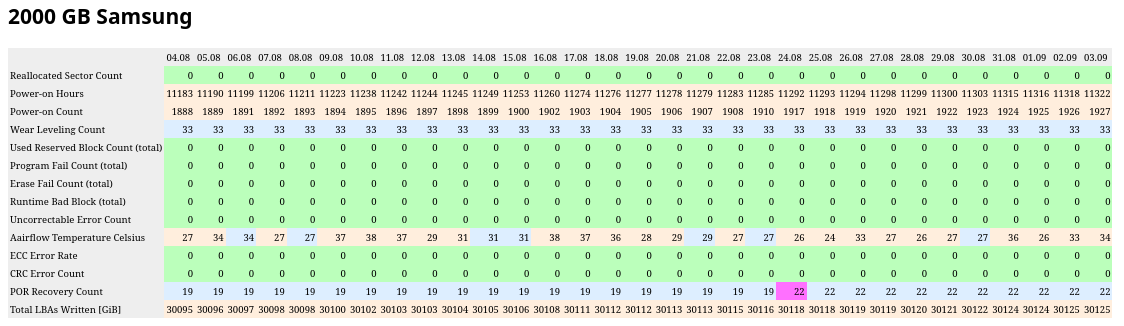 2000 GB Samsung
04.08 05.08 06.08 07.08 08.08 09.08 10.08 11.08 12.08 13.08 14.08 15.08 16.08 17.08 18.08 19.08 20.08 21.08 22.08 23.08 24.08 25.08 26.08 27.08 28.08 29.08 30.08 31.08 01.09 02.09 03.09
Reallocated Sector Count 0 0 0 0 0 0 0 0 0 0 0 0 0 0 0 0 0 0 0 0 0 0 0 0 0 0 0 0 0 0 0
Power-on Hours 11183 11190 11199 11206 11211 11223 11238 11242 11244 11245 11249 11253 11260 11274 11276 11277 11278 11279 11283 11285 11292 11293 11294 11298 11299 11300 11303 11315 11316 11318 11322
Power-on Count 1888 1889 1891 1892 1893 1894 1895 1896 1897 1898 1899 1900 1902 1903 1904 1905 1906 1907 1908 1910 1917 1918 1919 1920 1921 1922 1923 1924 1925 1926 1927
Wear Leveling Count 33 33 33 33 33 33 33 33 33 33 33 33 33 33 33 33 33 33 33 33 33 33 33 33 33 33 33 33 33 33 33
Used Reserved Block Count (total) 0 0 0 0 0 0 0 0 0 0 0 0 0 0 0 0 0 0 0 0 0 0 0 0 0 0 0 0 0 0 0
Program Fail Count (total) 0 0 0 0 0 0 0 0 0 0 0 0 0 0 0 0 0 0 0 0 0 0 0 0 0 0 0 0 0 0 0
Erase Fail Count (total) 0 0 0 0 0 0 0 0 0 0 0 0 0 0 0 0 0 0 0 0 0 0 0 0 0 0 0 0 0 0 0
Runtime Bad Block (total) 0 0 0 0 0 0 0 0 0 0 0 0 0 0 0 0 0 0 0 0 0 0 0 0 0 0 0 0 0 0 0
Uncorrectable Error Count 0 0 0 0 0 0 0 0 0 0 0 0 0 0 0 0 0 0 0 0 0 0 0 0 0 0 0 0 0 0 0
Aairflow Temperature Celsius 27 34 34 27 27 37 38 37 29 31 31 31 38 37 36 28 29 29 27 27 26 24 33 27 26 27 27 36 26 33 34
ECC Error Rate 0 0 0 0 0 0 0 0 0 0 0 0 0 0 0 0 0 0 0 0 0 0 0 0 0 0 0 0 0 0 0
CRC Error Count 0 0 0 0 0 0 0 0 0 0 0 0 0 0 0 0 0 0 0 0 0 0 0 0 0 0 0 0 0 0 0
POR Recovery Count 19 19 19 19 19 19 19 19 19 19 19 19 19 19 19 19 19 19 19 19 22 22 22 22 22 22 22 22 22 22 22
Total LBAs Written [GiB] 30095 30096 30097 30098 30098 30100 30102 30103 30103 30104 30105 30105 30108 30111 30112 30112 30113 30113 30115 30116 30118 30118 30119 30119 30120 30121 30122 30124 30124 30125 30125